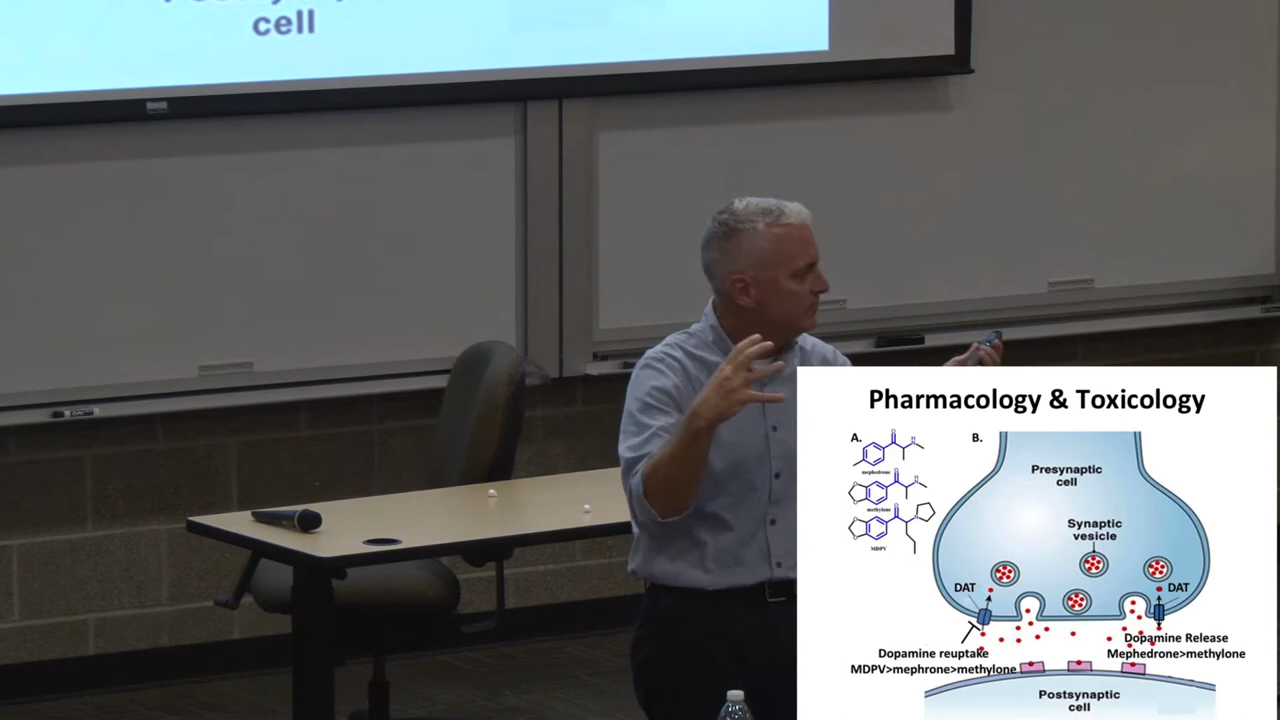 cell
Pharmacology & Toxicology
A.
B.
mephedrone
methylone
MDPV
Presynaptic
cell
Synaptic
vesicle
DAT
DAT
Dopamine reuptake
MDPV>mephrone>methylone
Dopamine Release
Mephedrone>methylone
Postsynaptic
cell